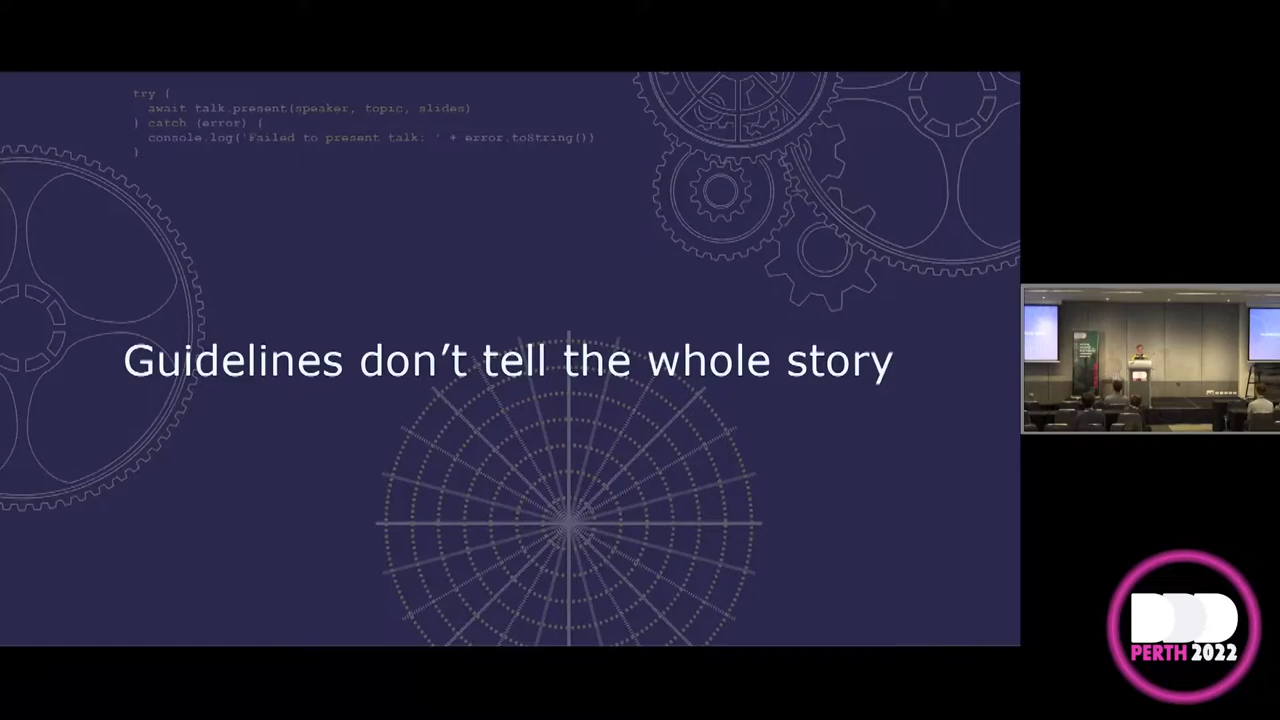 try {
await talk.present(speaker, topic, slides)
} catch (error) {
console.log('Failed to present talk: ' + error.toString())
}
Guidelines don't tell the whole story
DDD
PERTH 2022